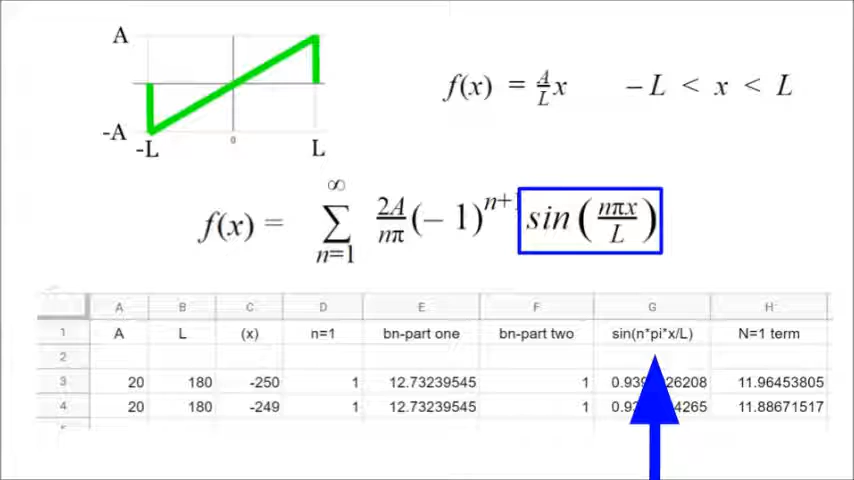 A
-A
-L
0
L
f(x) = A/L x    – L < x < L
f(x) = ∞ ∑ n=1 2A/nπ (– 1)^n+ sin ( nπx/L )
A B C D E F G H
1 A L (x) n=1 bn-part one bn-part two sin(n*pi*x/L) N=1 term
2
3 20 180 -250 1 12.73239545 1 11.96453805
4 20 180 -249 1 12.73239545 1 11.88671517